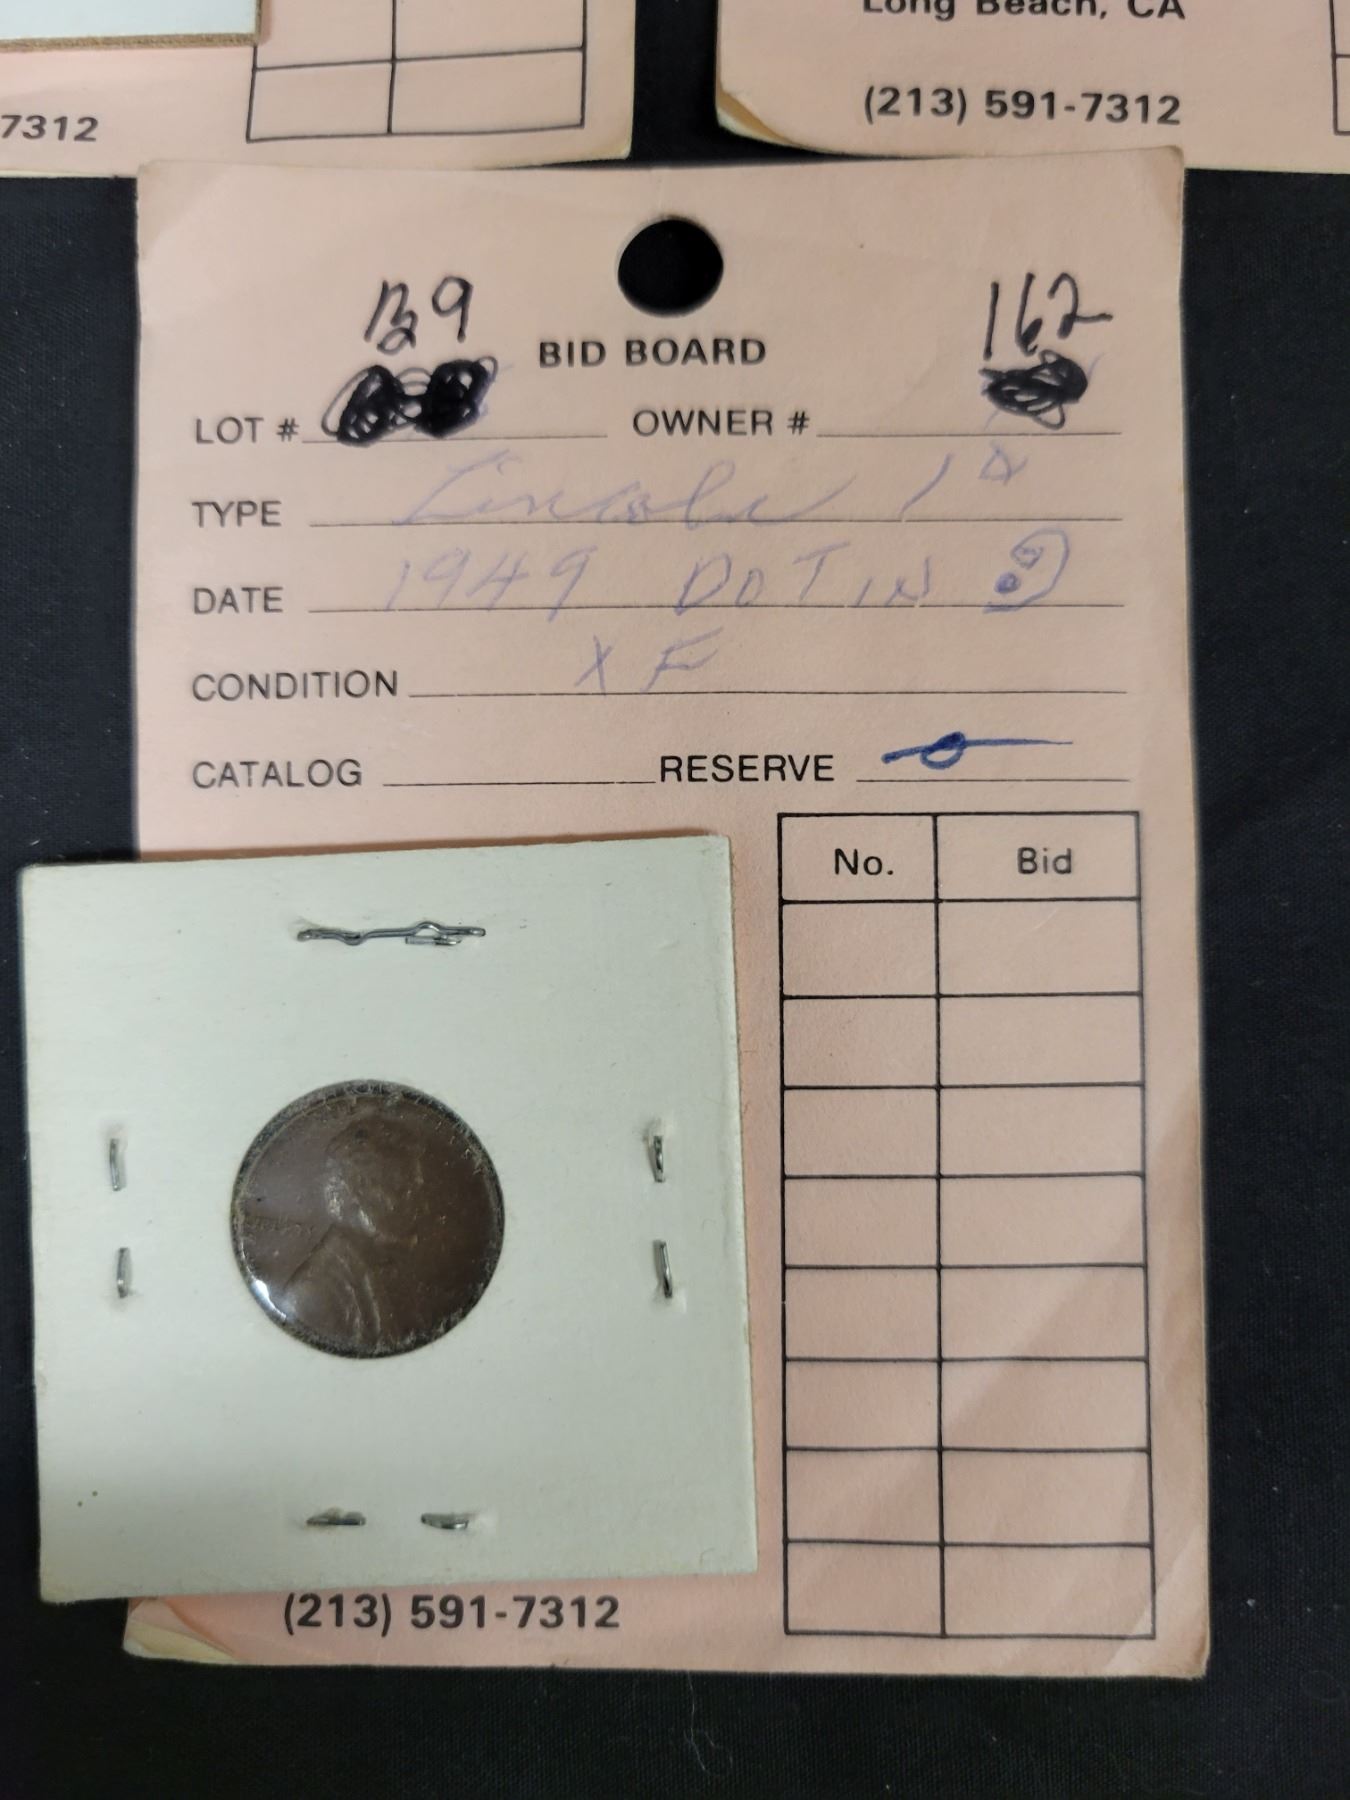 Long Beach, CA
(213) 591-7312
7312
129 162
BID BOARD
LOT # OWNER #
TYPE Lincoln 1¢
DATE 1949 DOT IN 9
CONDITION XF
CATALOG RESERVE
No. Bid
(213) 591-7312